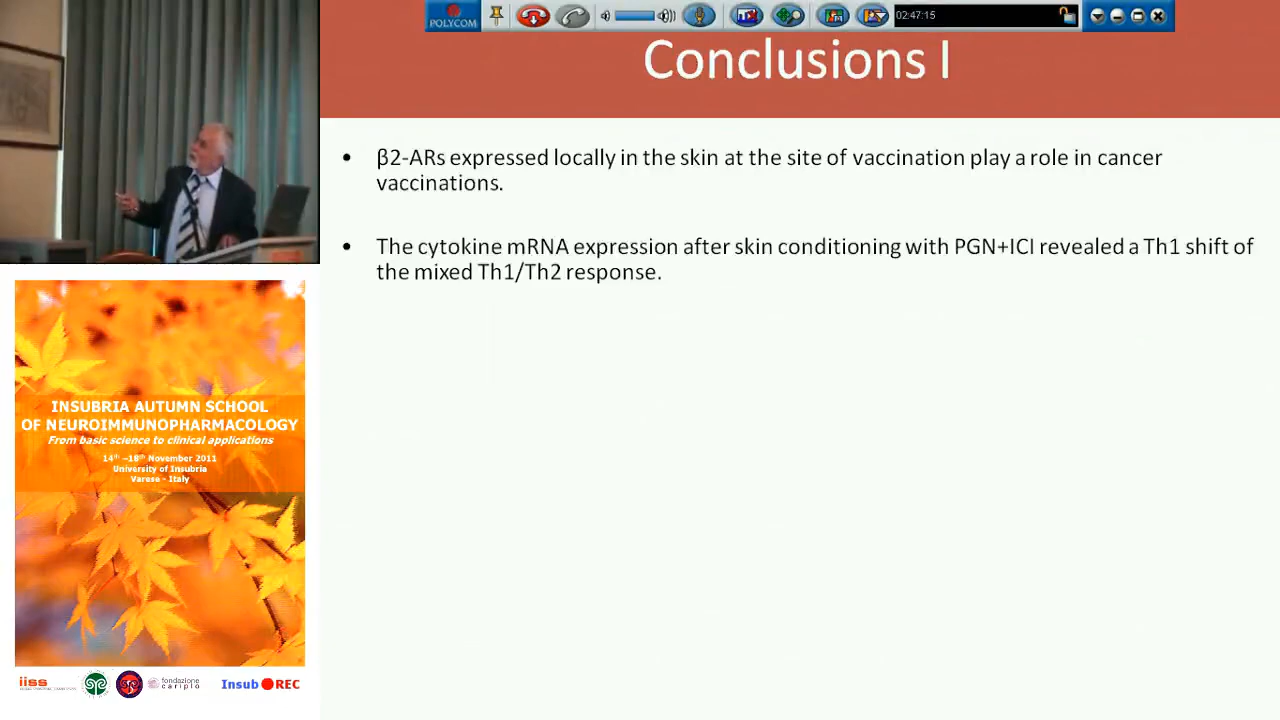 POLYCOM
02:47:15
Conclusions I
• β2-ARs expressed locally in the skin at the site of vaccination play a role in cancer
vaccinations.
• The cytokine mRNA expression after skin conditioning with PGN+ICI revealed a Th1 shift of
the mixed Th1/Th2 response.
INSUBRIA AUTUMN SCHOOL
OF NEUROIMMUNOPHARMACOLOGY
From basic science to clinical applications
14th –18th November 2011
University of Insubria
Varese - Italy
iiss
fondazione
cariplo
Insub REC